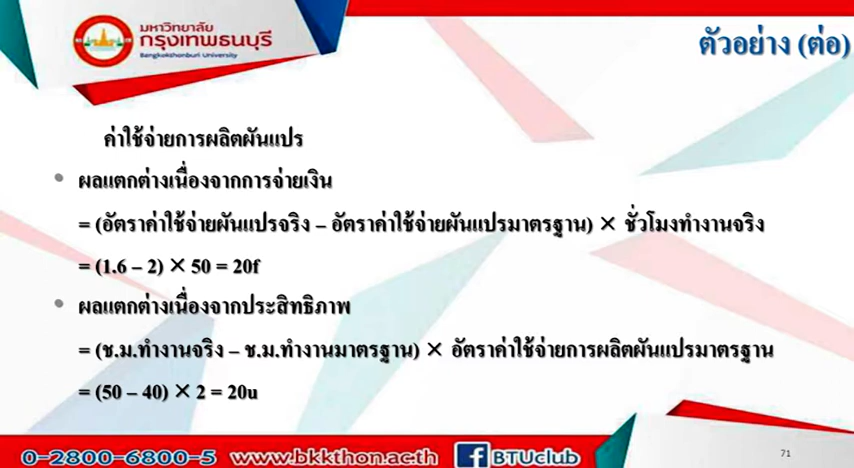 มหาวิทยาลัย
กรุงเทพธนบุรี
Bangkokthonburi University
ตัวอย่าง (ต่อ)
ค่าใช้จ่ายการผลิตผันแปร
• ผลแตกต่างเนื่องจากการจ่ายเงิน
= (อัตราค่าใช้จ่ายผันแปรจริง – อัตราค่าใช้จ่ายผันแปรมาตรฐาน) × ชั่วโมงทำงานจริง
= (1.6 – 2) × 50 = 20f
• ผลแตกต่างเนื่องจากประสิทธิภาพ
= (ช.ม.ทำงานจริง – ช.ม.ทำงานมาตรฐาน) × อัตราค่าใช้จ่ายการผลิตผันแปรมาตรฐาน
= (50 – 40) × 2 = 20u
0-2800-6800-5 www.bkkthon.ac.th f BTUclub
71